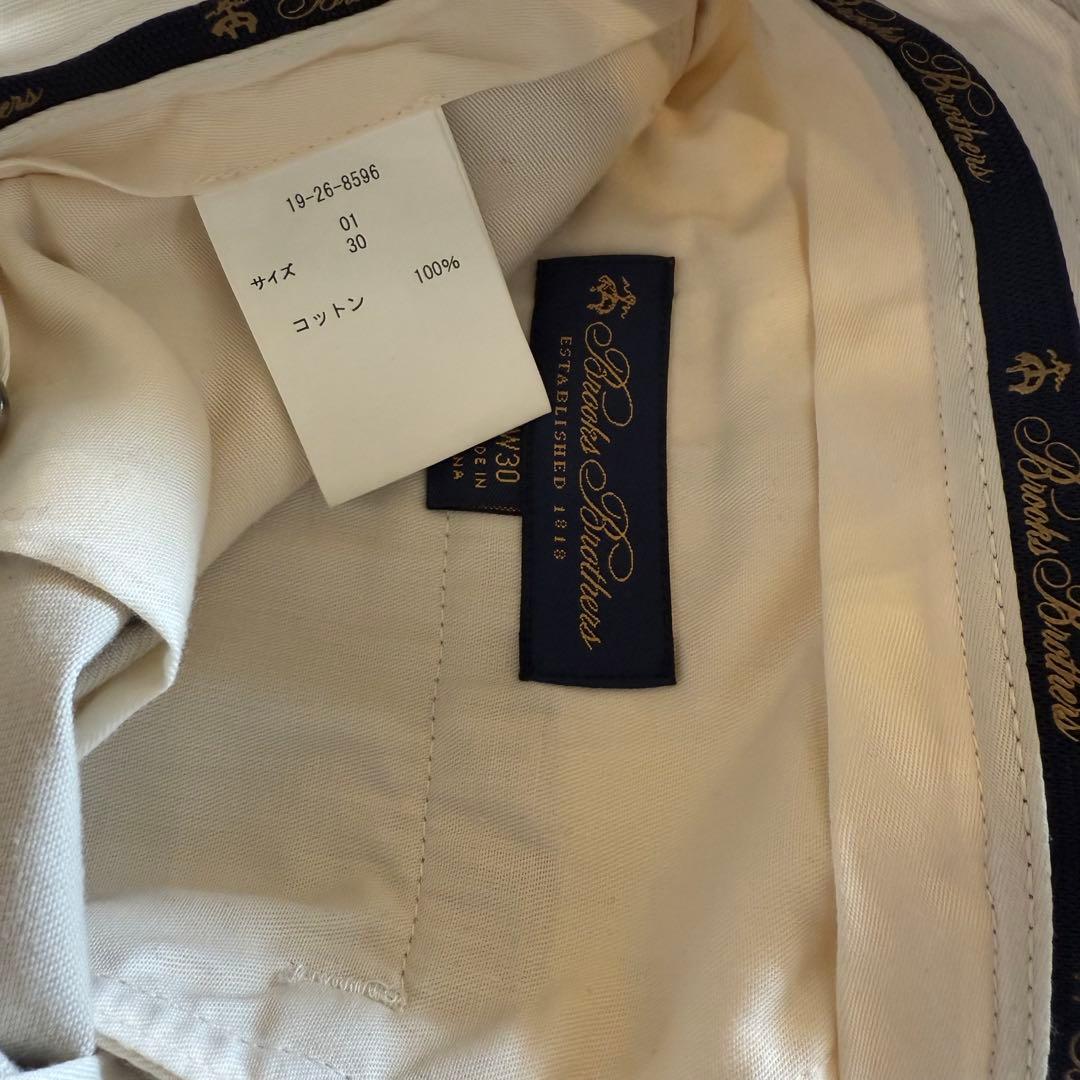 Brooks Brothers
19-26-8596
01
30
サイズ
100%
コットン
Brooks Brothers
ESTABLISHED 1818
W30
DE IN
NA
Brooks Brothers
ers